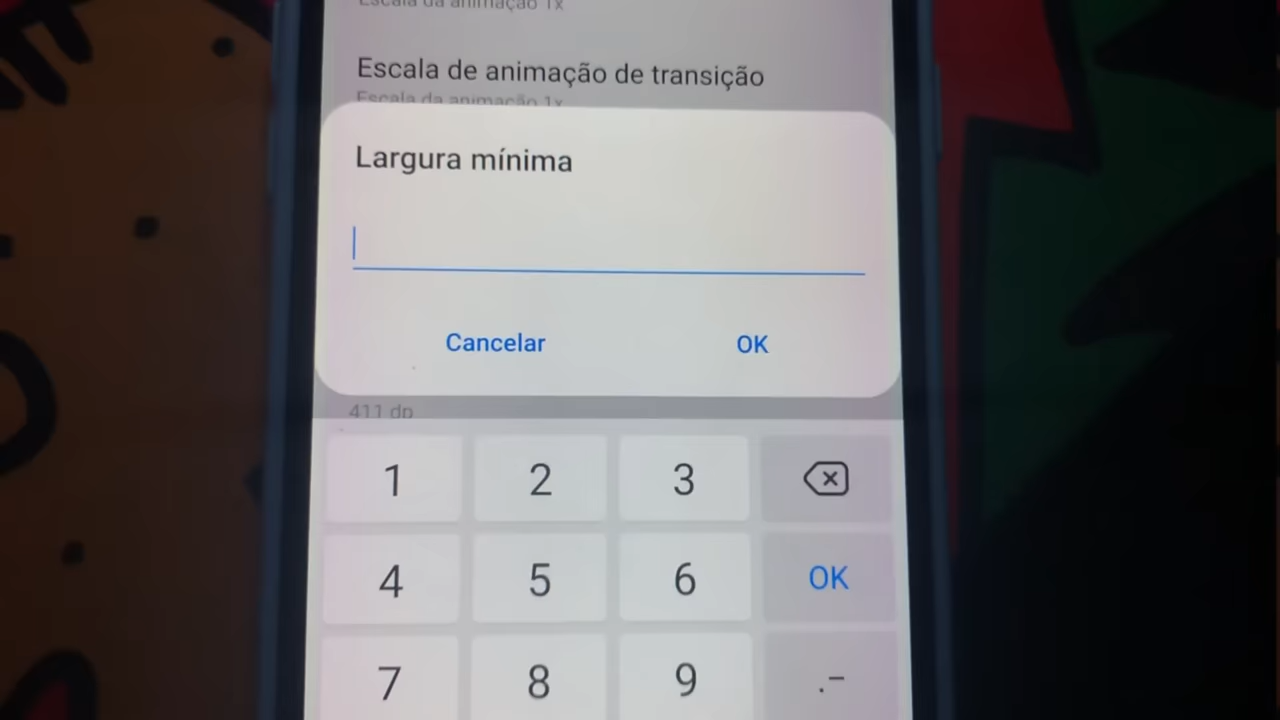 Escala da animação 1x
Escala de animação de transição
Escala da animação 1x
Largura mínima
Cancelar OK
411 dp
1 2 3
4 5 6 OK
7 8 9 .-